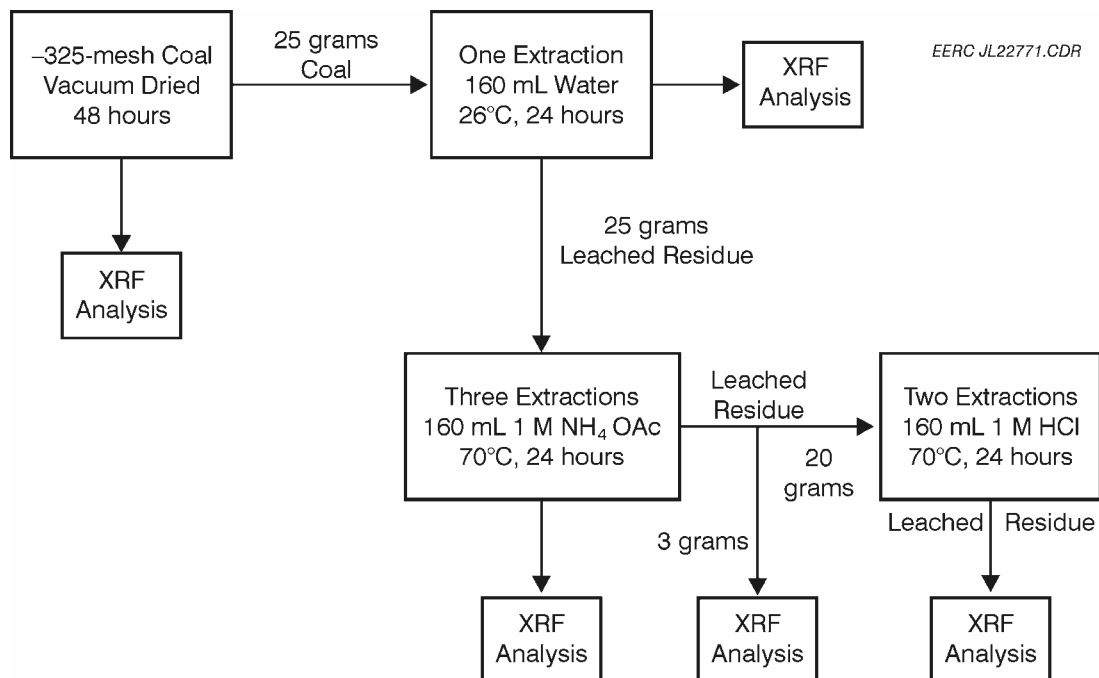 –325-mesh Coal
Vacuum Dried
48 hours
25 grams
Coal
One Extraction
160 mL Water
26°C, 24 hours
XRF
Analysis
EERC JL22771.CDR
XRF
Analysis
25 grams
Leached Residue
Three Extractions
160 mL 1 M NH₄ OAc
70°C, 24 hours
Leached
Residue
20
grams
3 grams
Two Extractions
160 mL 1 M HCl
70°C, 24 hours
Leached Residue
XRF
Analysis
XRF
Analysis
XRF
Analysis